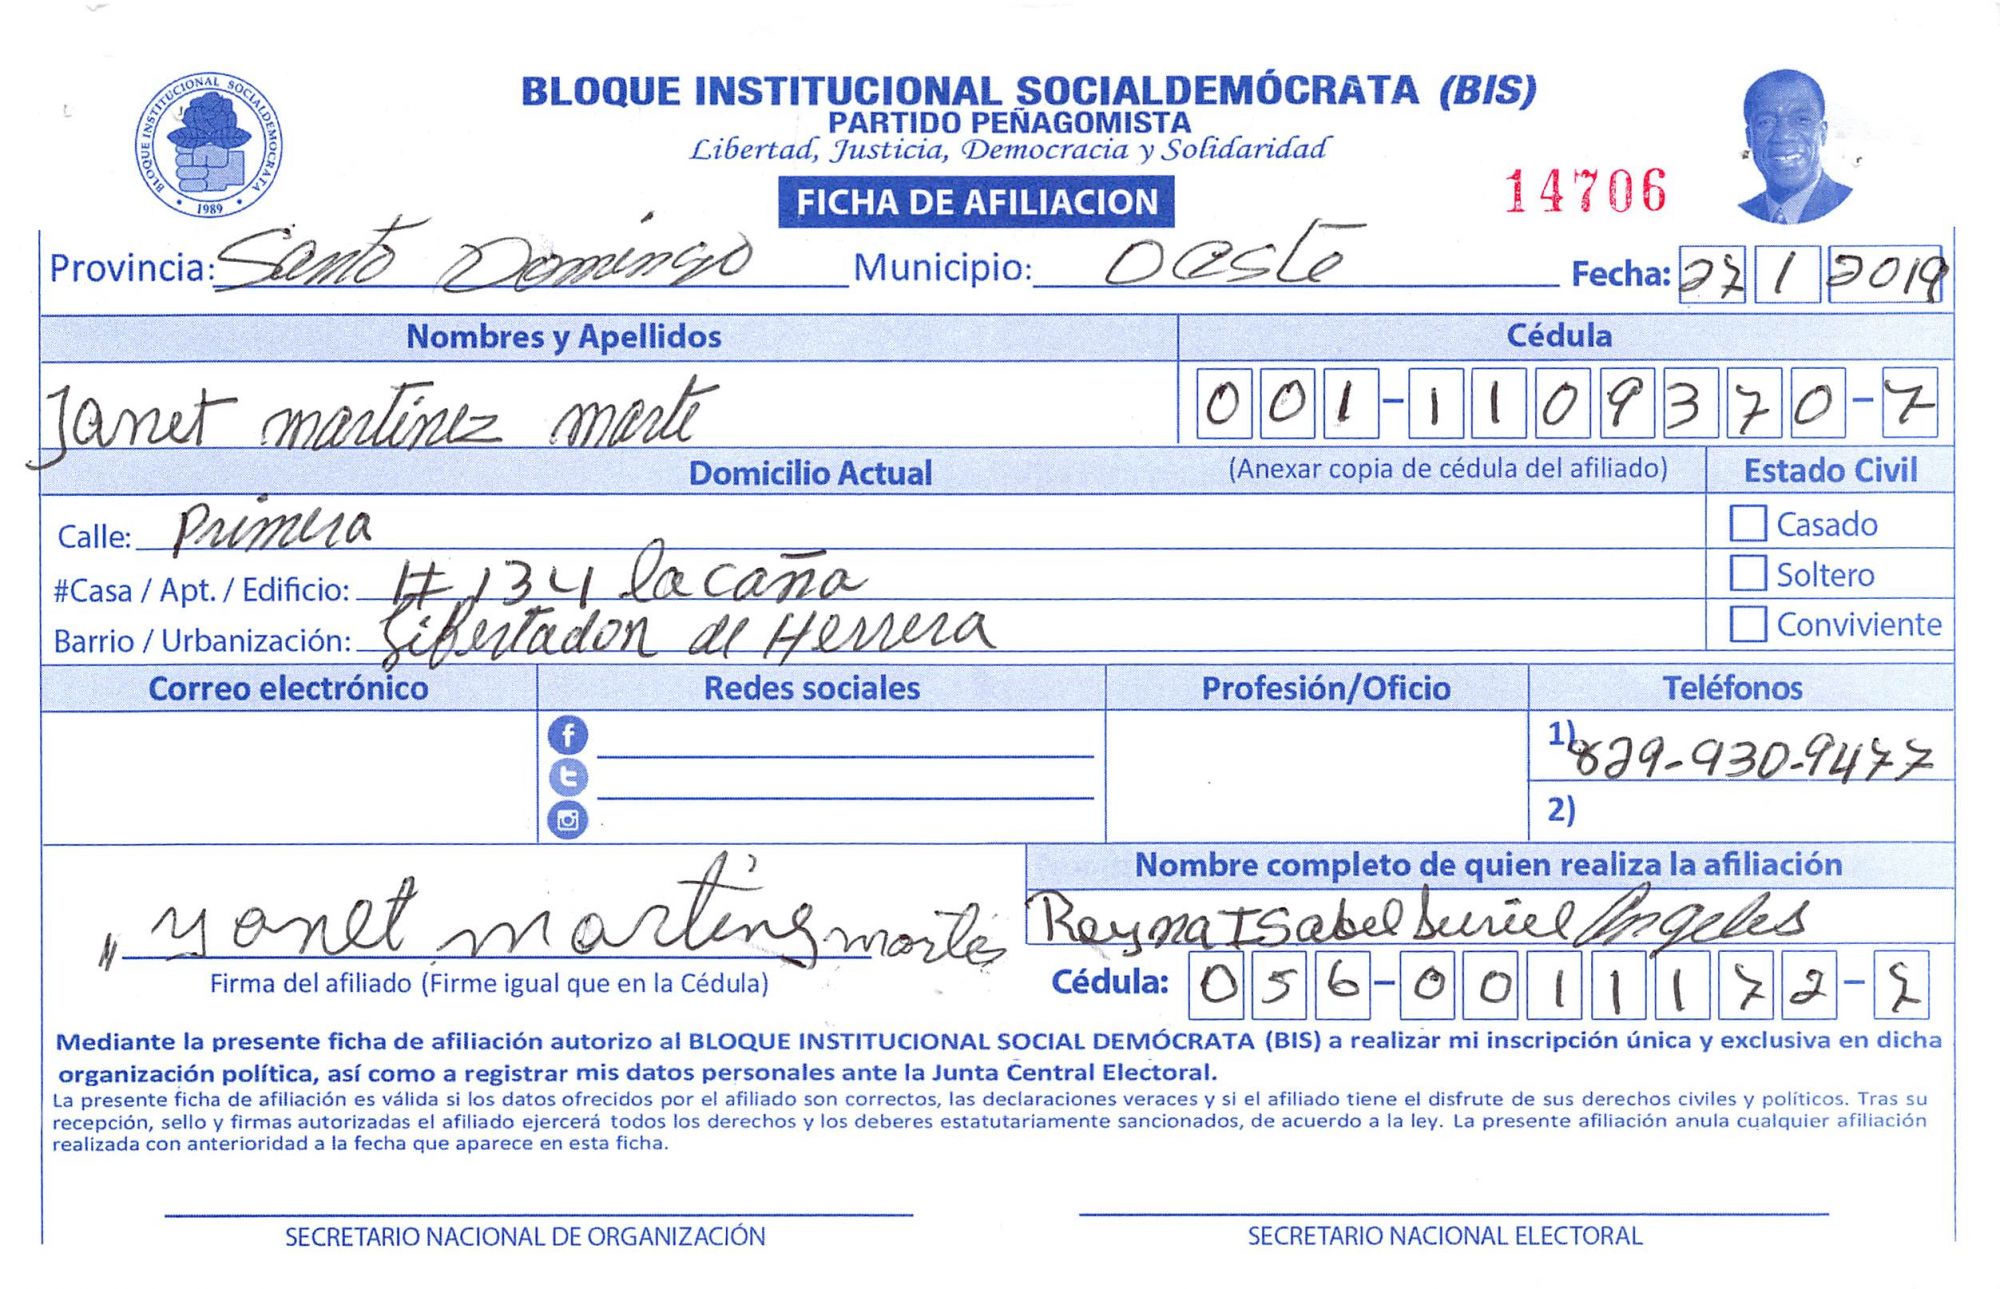 BLOQUE INSTITUCIONAL SOCIALDEMOCRATA
1989
BLOQUE INSTITUCIONAL SOCIALDEMÓCRATA (BIS)
PARTIDO PEÑAGOMISTA
Libertad, Justicia, Democracia y Solidaridad
FICHA DE AFILIACION
14706
Provincia: Santo Domingo Municipio: Oeste Fecha: 27 1 2019
Nombres y Apellidos Cédula
Janet martinez marte 001-1109370-7
Domicilio Actual (Anexar copia de cédula del afiliado) Estado Civil
Calle: Primera Casado
#Casa / Apt. / Edificio: # 134 la caña Soltero
Barrio / Urbanización: Libertador de Herrera Conviviente
Correo electrónico Redes sociales Profesión/Oficio Teléfonos
1) 829-930-9477
2)
Nombre completo de quien realiza la afiliación
yanet martines marte Reyna Isabel Suriel Angeles
Firma del afiliado (Firme igual que en la Cédula) Cédula: 056-0011172-7
Mediante la presente ficha de afiliación autorizo al BLOQUE INSTITUCIONAL SOCIAL DEMÓCRATA (BIS) a realizar mi inscripción única y exclusiva en dicha
organización política, así como a registrar mis datos personales ante la Junta Central Electoral.
La presente ficha de afiliación es válida si los datos ofrecidos por el afiliado son correctos, las declaraciones veraces y si el afiliado tiene el disfrute de sus derechos civiles y políticos. Tras su
recepción, sello y firmas autorizadas el afiliado ejercerá todos los derechos y los deberes estatutariamente sancionados, de acuerdo a la ley. La presente afiliación anula cualquier afiliación
realizada con anterioridad a la fecha que aparece en esta ficha.
SECRETARIO NACIONAL DE ORGANIZACIÓN SECRETARIO NACIONAL ELECTORAL